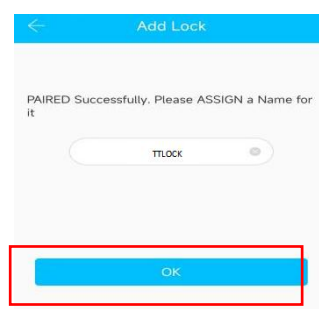 Add Lock
PAIRED Successfully. Please ASSIGN a Name for
it
TTLOCK
OK